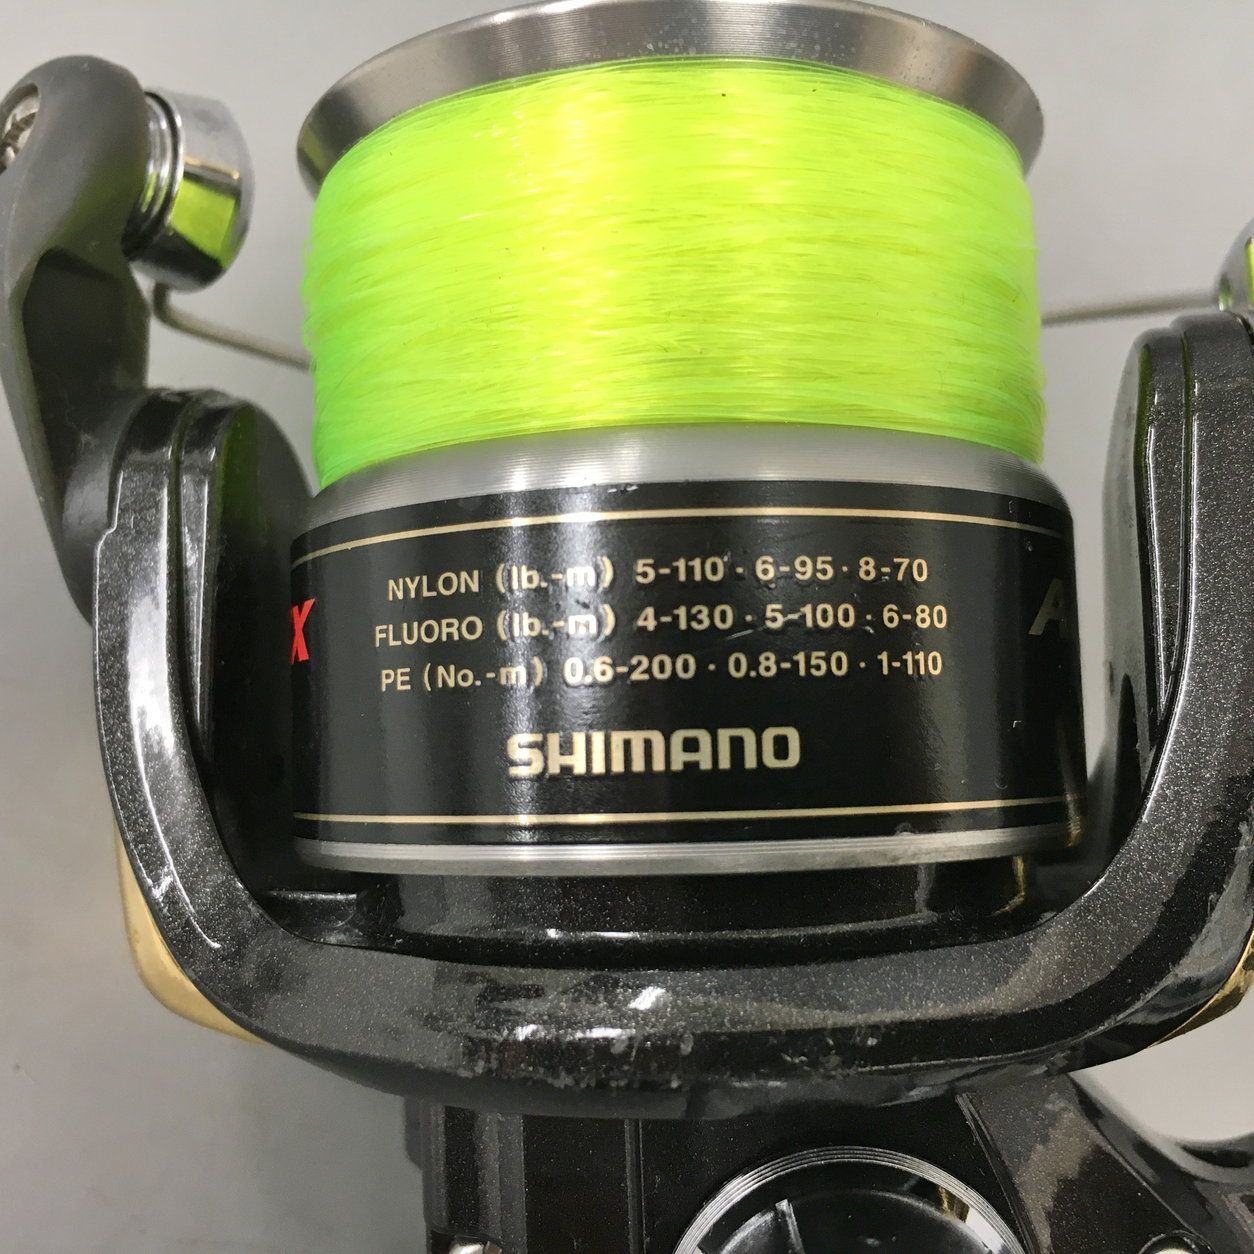 NYLON (lb.-m) 5-110 · 6-95 · 8-70
FLUORO (lb.-m) 4-130 · 5-100 · 6-80
PE (No.-m) 0.6-200 · 0.8-150 · 1-110
SHIMANO
X
A